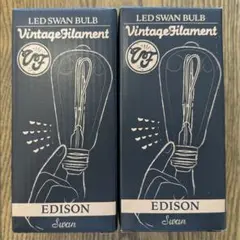 LED SWAN BULB
Vintage Filament
VF
EDISON
Swan
LED SWAN BULB
Vintage Filament
VF
EDISON
Swan